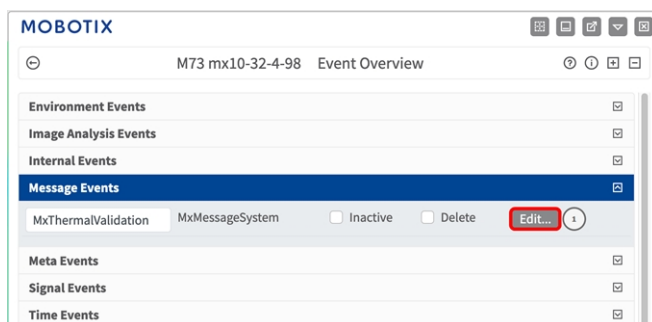 MOBOTIX
M73 mx10-32-4-98 Event Overview
Environment Events
Image Analysis Events
Internal Events
Message Events
MxThermalValidation MxMessageSystem Inactive Delete Edit... 1
Meta Events
Signal Events
Time Events